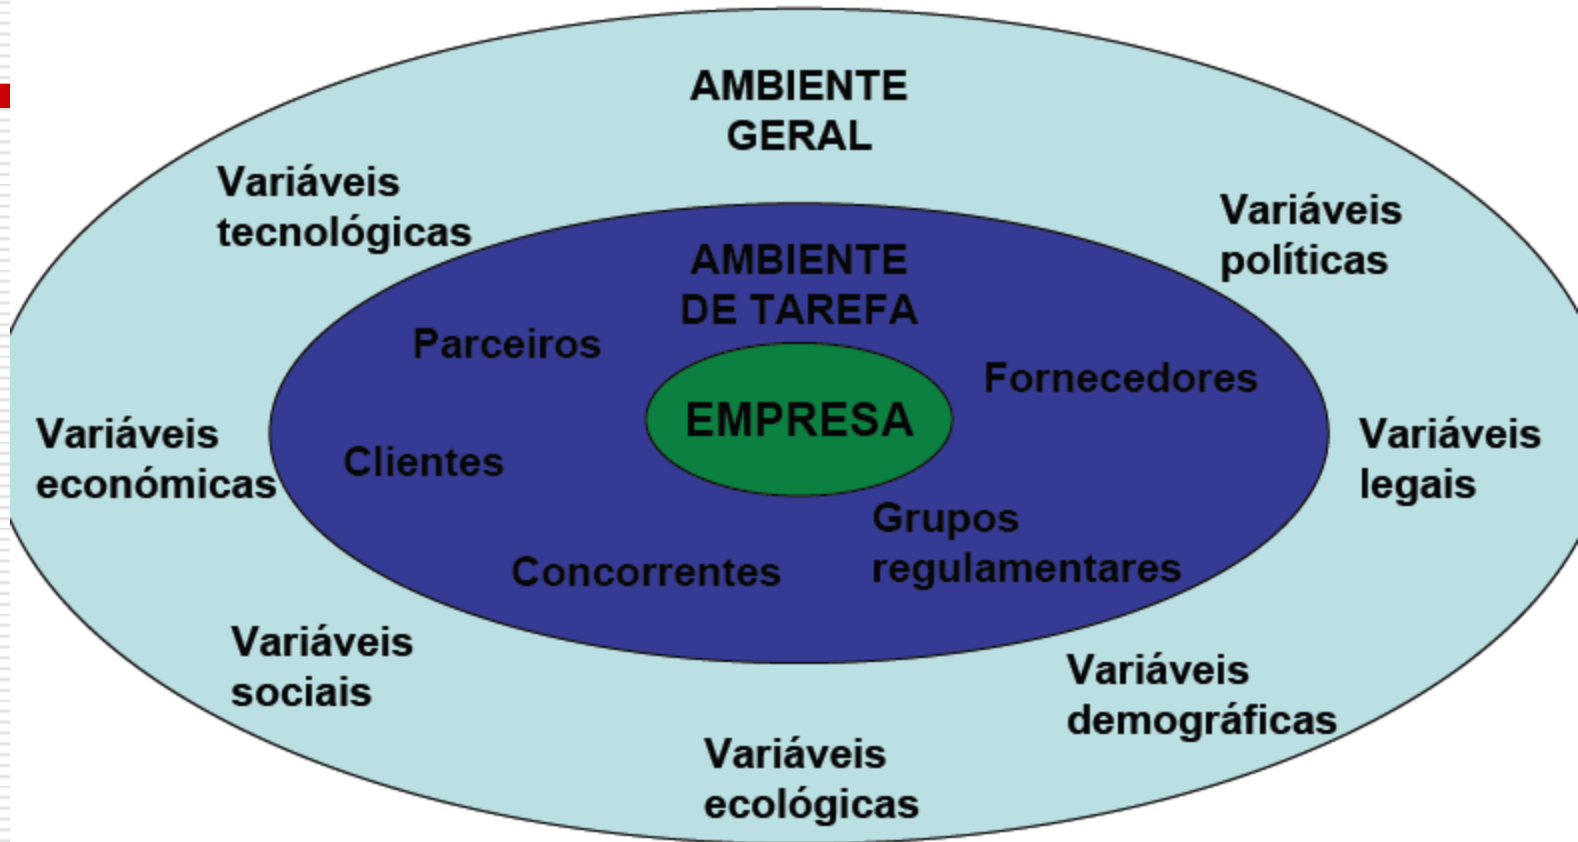 AMBIENTE
GERAL
Variáveis
tecnológicas
Variáveis
políticas
AMBIENTE
DE TAREFA
Parceiros
Fornecedores
EMPRESA
Variáveis
económicas
Clientes
Variáveis
legais
Grupos
regulamentares
Concorrentes
Variáveis
sociais
Variáveis
demográficas
Variáveis
ecológicas